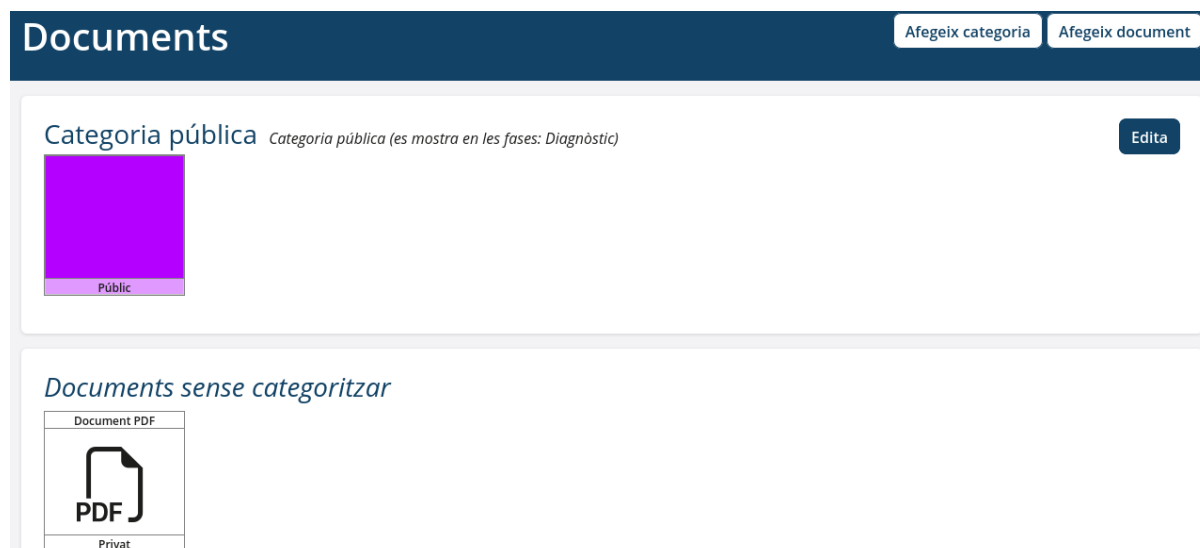 Documents
Afegeix categoria
Afegeix document
Categoria pública Categoria pública (es mostra en les fases: Diagnòstic)
Edita
Públic
Documents sense categoritzar
Document PDF
PDF
Privat